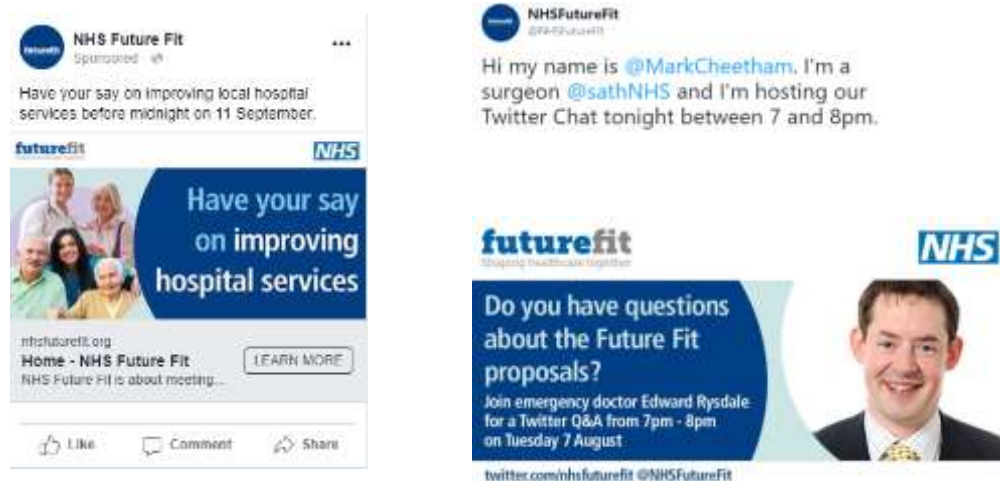 NHS Future Fit
Sponsored
Have your say on improving local hospital
services before midnight on 11 September.
futurefit
NHS
Have your say
on improving
hospital services
nhsfuturefit.org
Home - NHS Future Fit
NHS Future Fit is about meeting...
LEARN MORE
Like
Comment
Share
NHSFutureFit
@NHSFutureFit
Hi my name is @MarkCheetham. I'm a
surgeon @sathNHS and I'm hosting our
Twitter Chat tonight between 7 and 8pm.
futurefit
Shaping healthcare together
NHS
Do you have questions
about the Future Fit
proposals?
Join emergency doctor Edward Rysdale
for a Twitter Q&A from 7pm - 8pm
on Tuesday 7 August
twitter.com/nhsfuturefit @NHSFutureFit